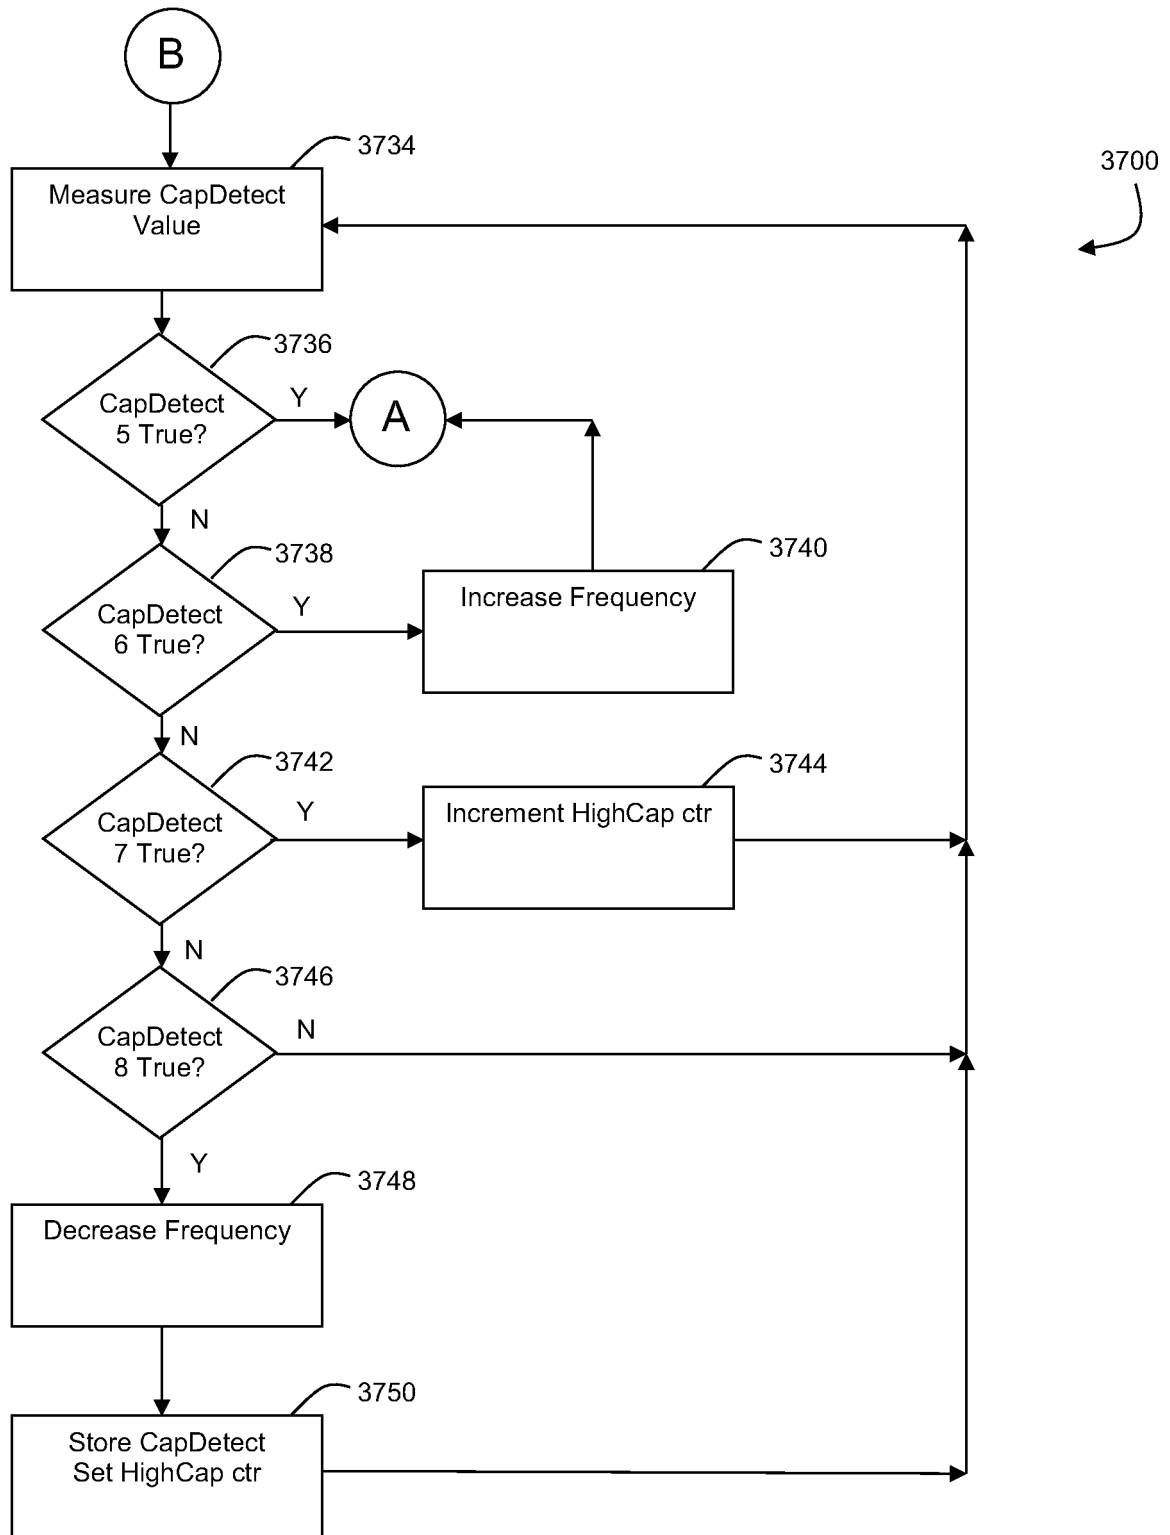 B
3734
3700
Measure CapDetect
Value
3736
CapDetect
5 True?
Y
A
N
3738
3740
CapDetect
6 True?
Y
Increase Frequency
N
3742
3744
CapDetect
7 True?
Y
Increment HighCap ctr
N
3746
CapDetect
8 True?
N
Y
3748
Decrease Frequency
3750
Store CapDetect
Set HighCap ctr